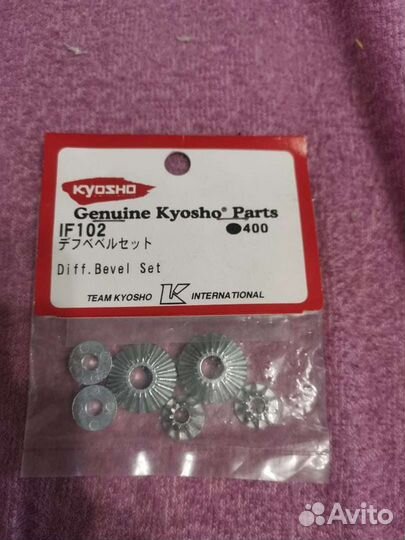 KYOSHO
Genuine Kyosho® Parts
IF102 ●400
デフベベルセット
Diff.Bevel Set
TEAM KYOSHO K INTERNATIONAL
Avito